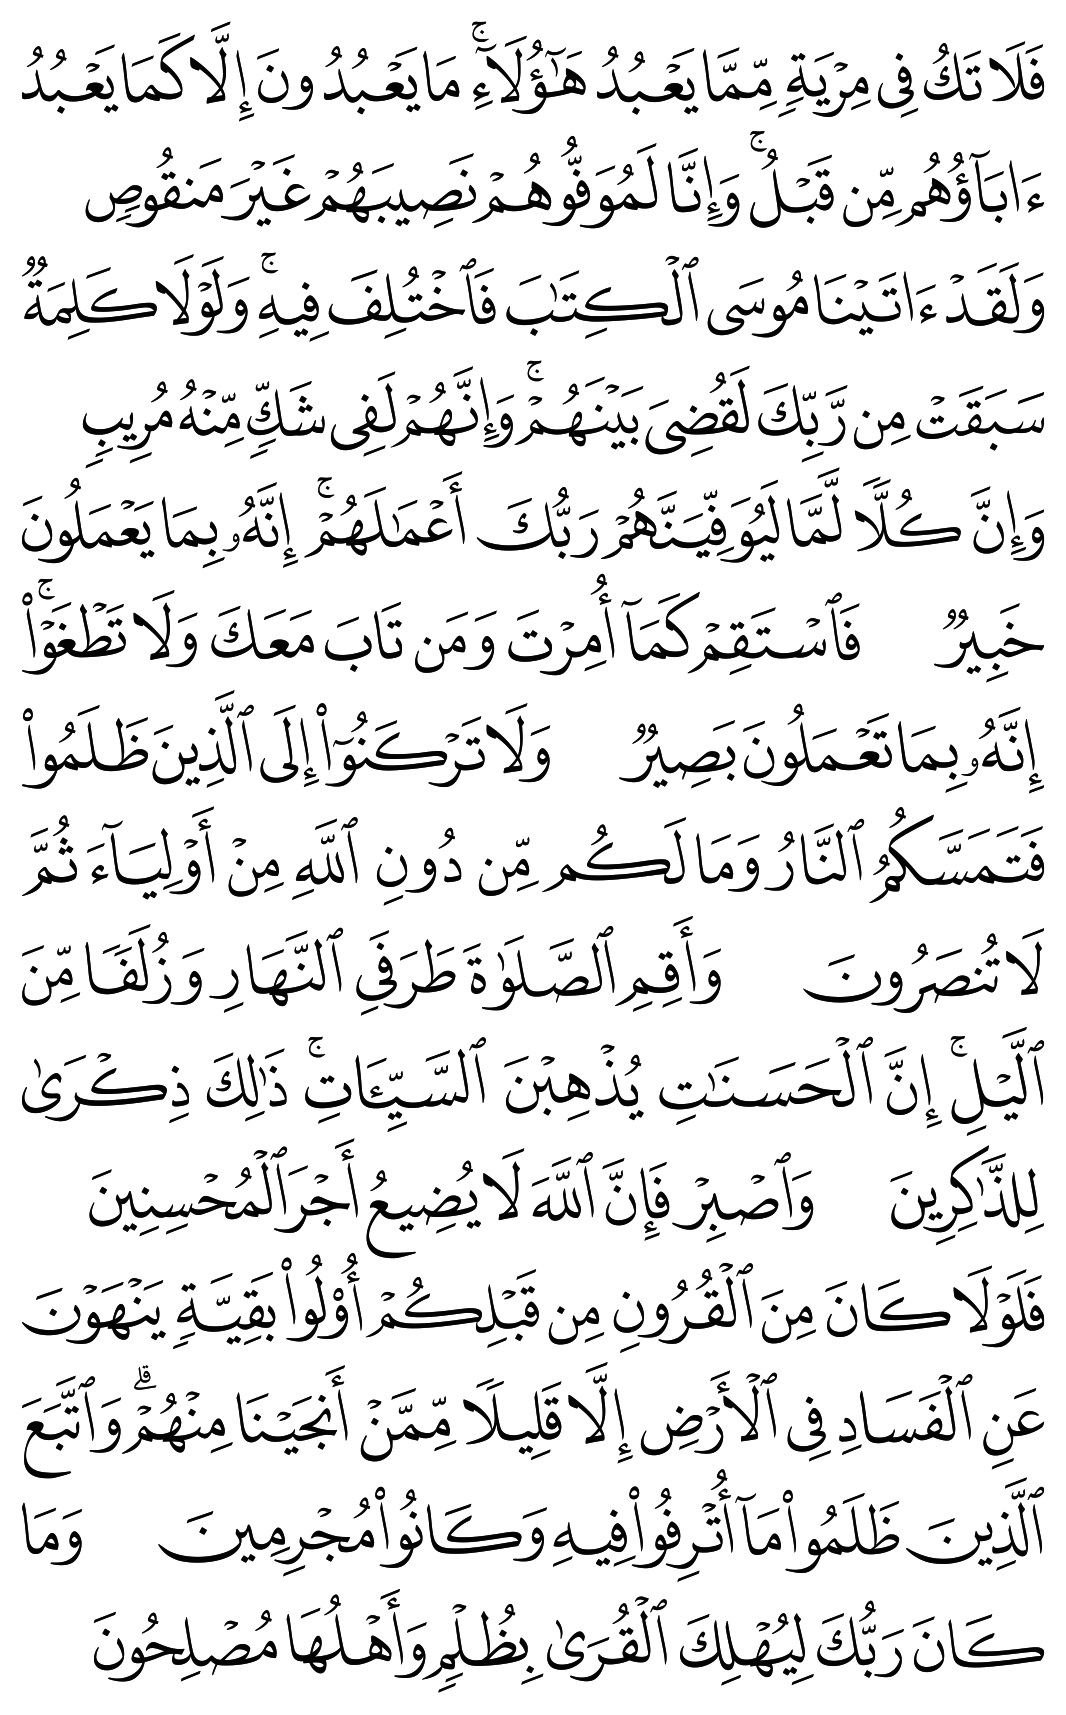 فَلَا تَكُ فِى مِرْيَةٍ مِّمَّا يَعْبُدُ هَٰٓؤُلَآءِ ۚ مَا يَعْبُدُونَ إِلَّا كَمَا يَعْبُدُ
ءَابَآؤُهُم مِّن قَبْلُ ۚ وَإِنَّا لَمُوَفُّوهُمْ نَصِيبَهُمْ غَيْرَ مَنقُوصٍ
وَلَقَدْ ءَاتَيْنَا مُوسَى ٱلْكِتَٰبَ فَٱخْتُلِفَ فِيهِ ۚ وَلَوْلَا كَلِمَةٌ
سَبَقَتْ مِن رَّبِّكَ لَقُضِىَ بَيْنَهُمْ ۚ وَإِنَّهُمْ لَفِى شَكٍّ مِّنْهُ مُرِيبٍ
وَإِنَّ كُلًّا لَّمَّا لَيُوَفِّيَنَّهُمْ رَبُّكَ أَعْمَٰلَهُمْ ۚ إِنَّهُۥ بِمَا يَعْمَلُونَ
خَبِيرٌ فَٱسْتَقِمْ كَمَآ أُمِرْتَ وَمَن تَابَ مَعَكَ وَلَا تَطْغَوْا۟ ۚ
إِنَّهُۥ بِمَا تَعْمَلُونَ بَصِيرٌ وَلَا تَرْكَنُوٓا۟ إِلَى ٱلَّذِينَ ظَلَمُوا۟
فَتَمَسَّكُمُ ٱلنَّارُ وَمَا لَكُم مِّن دُونِ ٱللَّهِ مِنْ أَوْلِيَآءَ ثُمَّ
لَا تُنصَرُونَ وَأَقِمِ ٱلصَّلَوٰةَ طَرَفَىِ ٱلنَّهَارِ وَزُلَفًا مِّنَ
ٱلَّيْلِ ۚ إِنَّ ٱلْحَسَنَٰتِ يُذْهِبْنَ ٱلسَّيِّـَٔاتِ ۚ ذَٰلِكَ ذِكْرَىٰ
لِلذَّٰكِرِينَ وَٱصْبِرْ فَإِنَّ ٱللَّهَ لَا يُضِيعُ أَجْرَ ٱلْمُحْسِنِينَ
فَلَوْلَا كَانَ مِنَ ٱلْقُرُونِ مِن قَبْلِكُمْ أُو۟لُوا۟ بَقِيَّةٍ يَنْهَوْنَ
عَنِ ٱلْفَسَادِ فِى ٱلْأَرْضِ إِلَّا قَلِيلًا مِّمَّنْ أَنجَيْنَا مِنْهُمْ ۗ وَٱتَّبَعَ
ٱلَّذِينَ ظَلَمُوا۟ مَآ أُتْرِفُوا۟ فِيهِ وَكَانُوا۟ مُجْرِمِينَ وَمَا
كَانَ رَبُّكَ لِيُهْلِكَ ٱلْقُرَىٰ بِظُلْمٍ وَأَهْلُهَا مُصْلِحُونَ